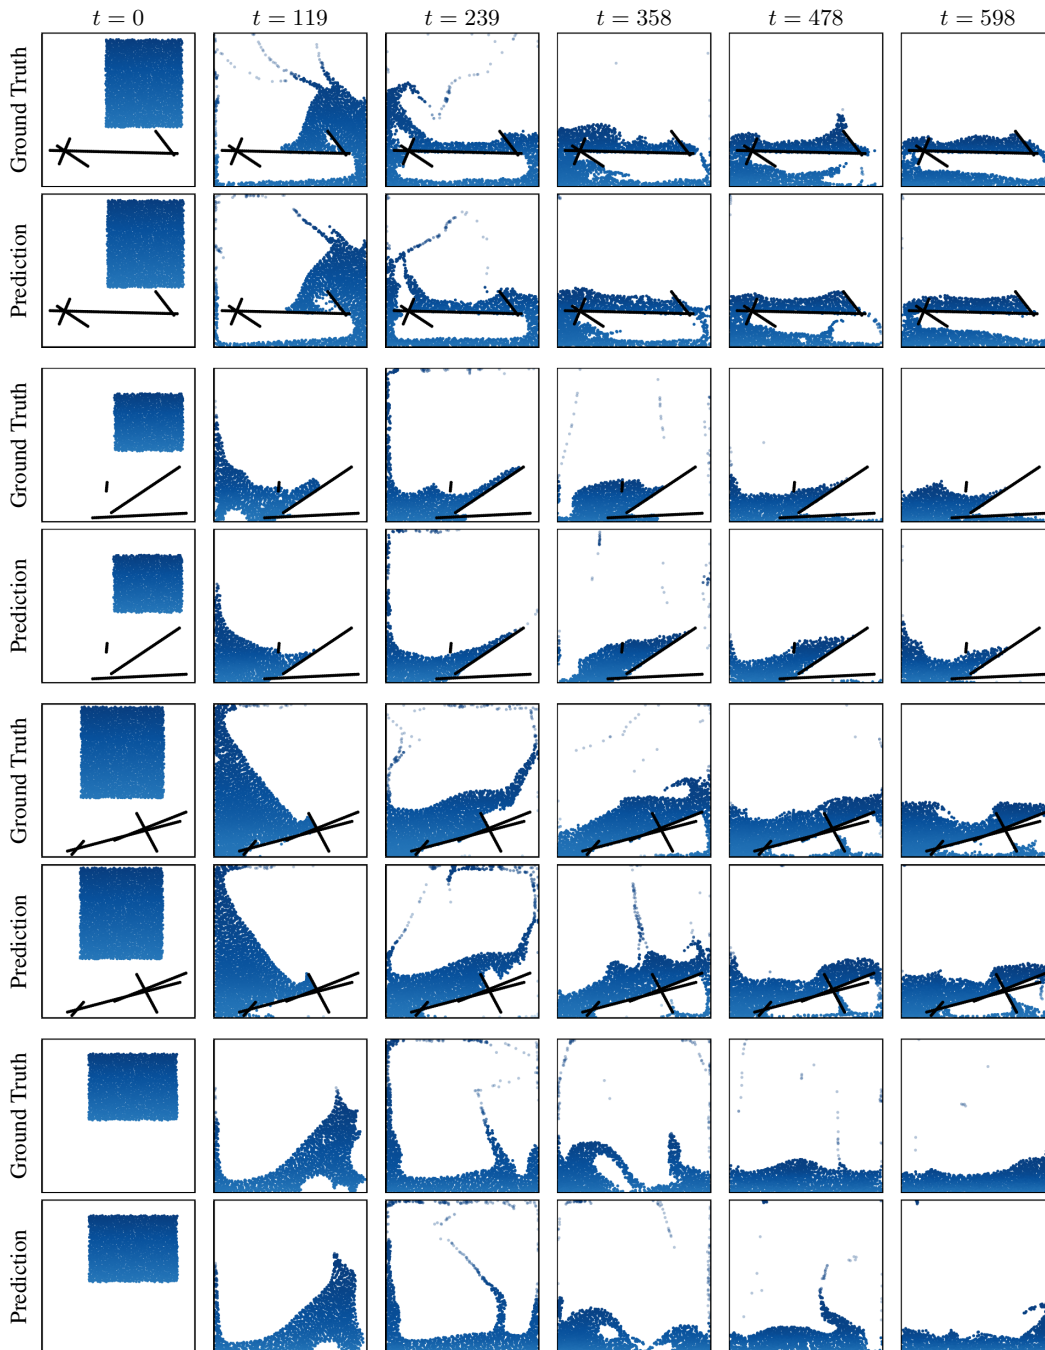 t = 0 t = 119 t = 239 t = 358 t = 478 t = 598
Ground Truth
Prediction
Ground Truth
Prediction
Ground Truth
Prediction
Ground Truth
Prediction